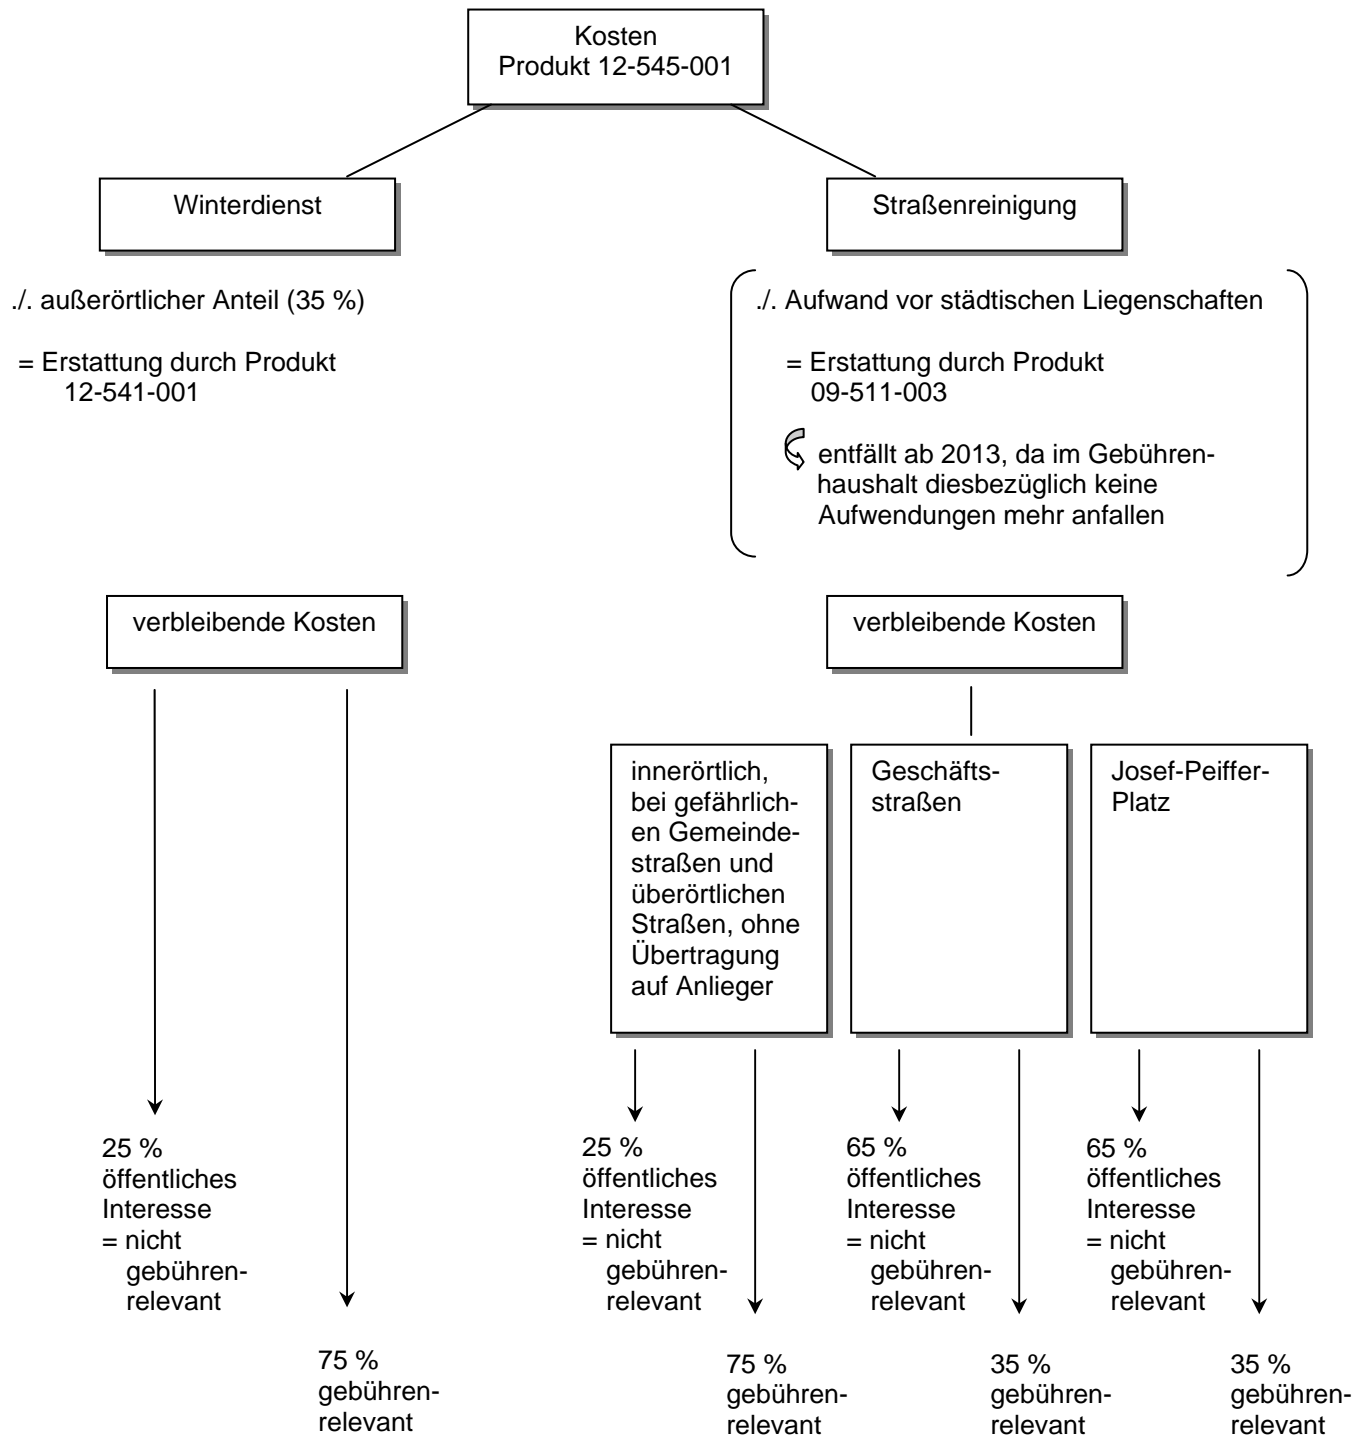 Kosten
Produkt 12-545-001
Winterdienst
Straßenreinigung
./. außerörtlicher Anteil (35 %)
= Erstattung durch Produkt
12-541-001
./. Aufwand vor städtischen Liegenschaften
= Erstattung durch Produkt
09-511-003
entfällt ab 2013, da im Gebühren-
haushalt diesbezüglich keine
Aufwendungen mehr anfallen
verbleibende Kosten
verbleibende Kosten
innerörtlich,
bei gefährlich-
en Gemeinde-
straßen und
überörtlichen
Straßen, ohne
Übertragung
auf Anlieger
Geschäfts-
straßen
Josef-Peiffer-
Platz
25 %
öffentliches
Interesse
= nicht
gebühren-
relevant
75 %
gebühren-
relevant
25 %
öffentliches
Interesse
= nicht
gebühren-
relevant
75 %
gebühren-
relevant
65 %
öffentliches
Interesse
= nicht
gebühren-
relevant
35 %
gebühren-
relevant
65 %
öffentliches
Interesse
= nicht
gebühren-
relevant
35 %
gebühren-
relevant